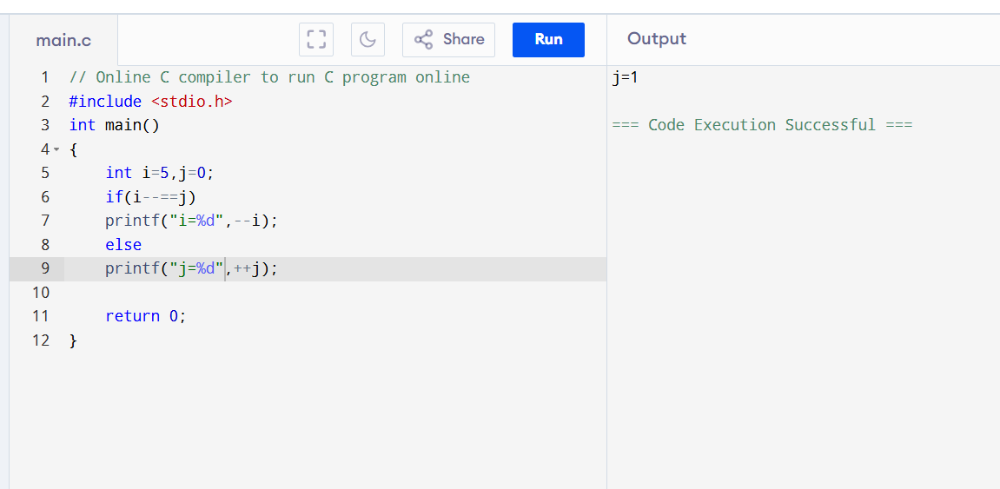 main.c Share Run Output
1 // Online C compiler to run C program online
2 #include <stdio.h>
3 int main()
4 {
5     int i=5,j=0;
6     if(i--==j)
7     printf("i=%d",--i);
8     else
9     printf("j=%d",++j);
10
11     return 0;
12 }
j=1
=== Code Execution Successful ===